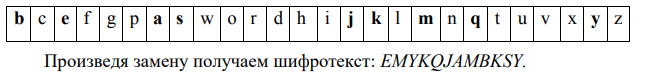 b c e f g p a s w o r d h i j k l m n q t u v x y z
Произведя замену получаем шифротекст: EMYKQJAMBKSY.